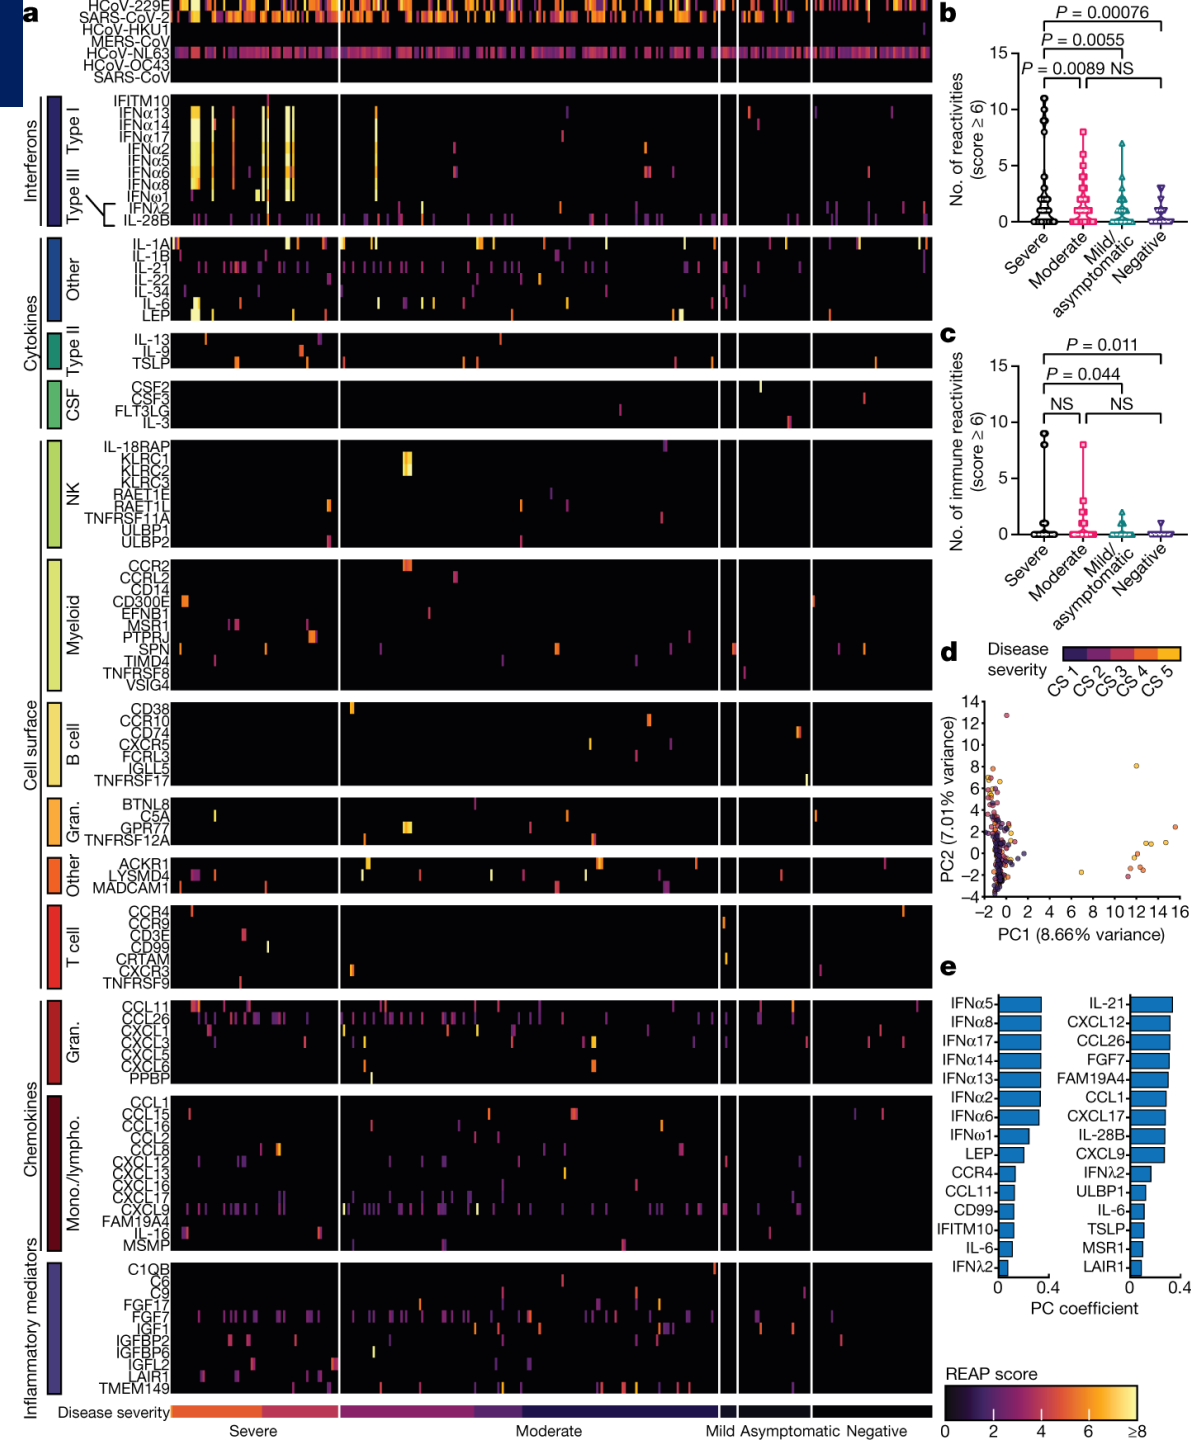 a
HCoV-229E
SARS-CoV-2
HCoV-HKU1
MERS-CoV
HCoV-NL63
HCoV-OC43
SARS-CoV
Interferons
Type I
Type III
IFITM10
IFNα13
IFNα14
IFNα17
IFNα2
IFNα5
IFNα6
IFNα8
IFNω1
IFNλ2
IL-28B
Cytokines
Other
IL-1A
IL-1B
IL-21
IL-22
IL-34
IL-6
LEP
Type II
IL-13
IL-9
TSLP
CSF
CSF2
CSF3
FLT3LG
IL-3
Cell surface
NK
IL-18RAP
KLRC1
KLRC2
KLRC3
RAET1E
RAET1L
TNFRSF11A
ULBP1
ULBP2
Myeloid
CCR2
CCRL2
CD14
CD300E
EFNB1
MSR1
PTPRJ
SPN
TIMD4
TNFRSF8
VSIG4
B cell
CD38
CCR10
CD74
CXCR5
FCRL3
IGLL5
TNFRSF17
Gran.
BTNL8
C5A
GPR77
TNFRSF12A
Other
ACKR1
LYSMD4
MADCAM1
T cell
CCR4
CCR9
CD3E
CD99
CRTAM
CXCR3
TNFRSF9
Chemokines
Gran.
CCL11
CCL26
CXCL1
CXCL3
CXCL5
CXCL6
PPBP
Mono./lympho.
CCL1
CCL15
CCL16
CCL2
CCL8
CXCL12
CXCL13
CXCL16
CXCL17
CXCL9
FAM19A4
IL-16
MSMP
Inflammatory mediators
C1QB
C6
C9
FGF17
FGF7
IGF1
IGFBP2
IGFBP6
IGFL2
LAIR1
TMEM149
Disease severity
Severe Moderate Mild Asymptomatic Negative
b
P = 0.00076
P = 0.0055
P = 0.0089 NS
No. of reactivities
(score ≥ 6)
15
10
5
0
Severe
Moderate
Mild/
asymptomatic
Negative
c
P = 0.011
P = 0.044
NS NS
No. of immune reactivities
(score ≥ 6)
15
10
5
0
Severe
Moderate
Mild/
asymptomatic
Negative
d
Disease
severity
CS 1 CS 2 CS 3 CS 4 CS 5
PC2 (7.01% variance)
14
12
10
8
6
4
2
0
−2
−4
−2 0 2 4 6 8 10 12 14 16
PC1 (8.66% variance)
e
IFNα5
IFNα8
IFNα17
IFNα14
IFNα13
IFNα2
IFNα6
IFNω1
LEP
CCR4
CCL11
CD99
IFITM10
IL-6
IFNλ2
0 0.4
IL-21
CXCL12
CCL26
FGF7
FAM19A4
CCL1
CXCL17
IL-28B
CXCL9
IFNλ2
ULBP1
IL-6
TSLP
MSR1
LAIR1
0 0.4
PC coefficient
REAP score
0 2 4 6 ≥8